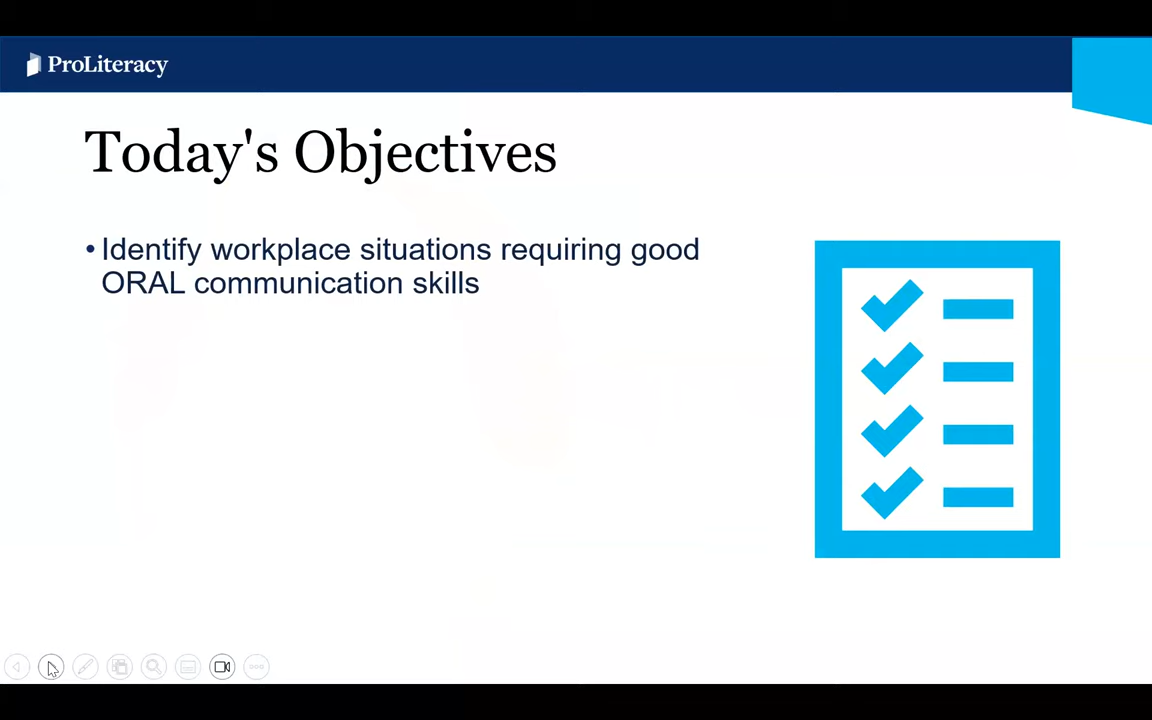 ProLiteracy
Today's Objectives
• Identify workplace situations requiring good
ORAL communication skills